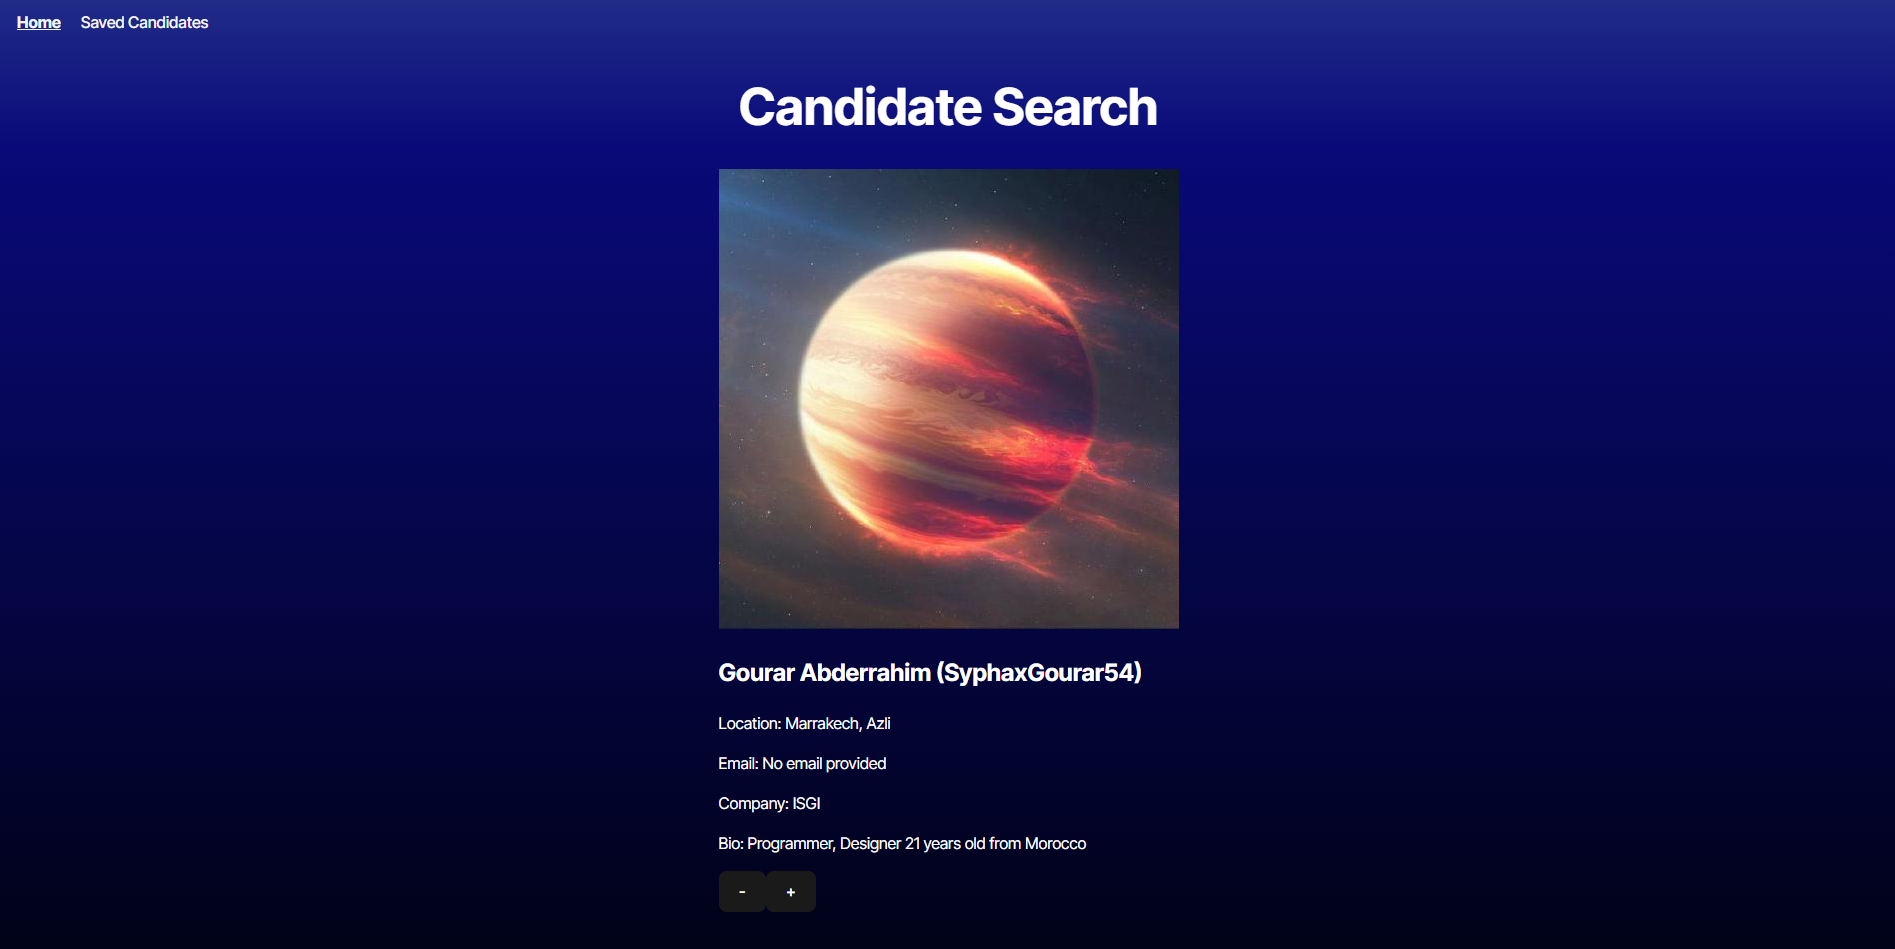 Home Saved Candidates
Candidate Search
Gourar Abderrahim (SyphaxGourar54)
Location: Marrakech, Azli
Email: No email provided
Company: ISGI
Bio: Programmer, Designer 21 years old from Morocco
- +